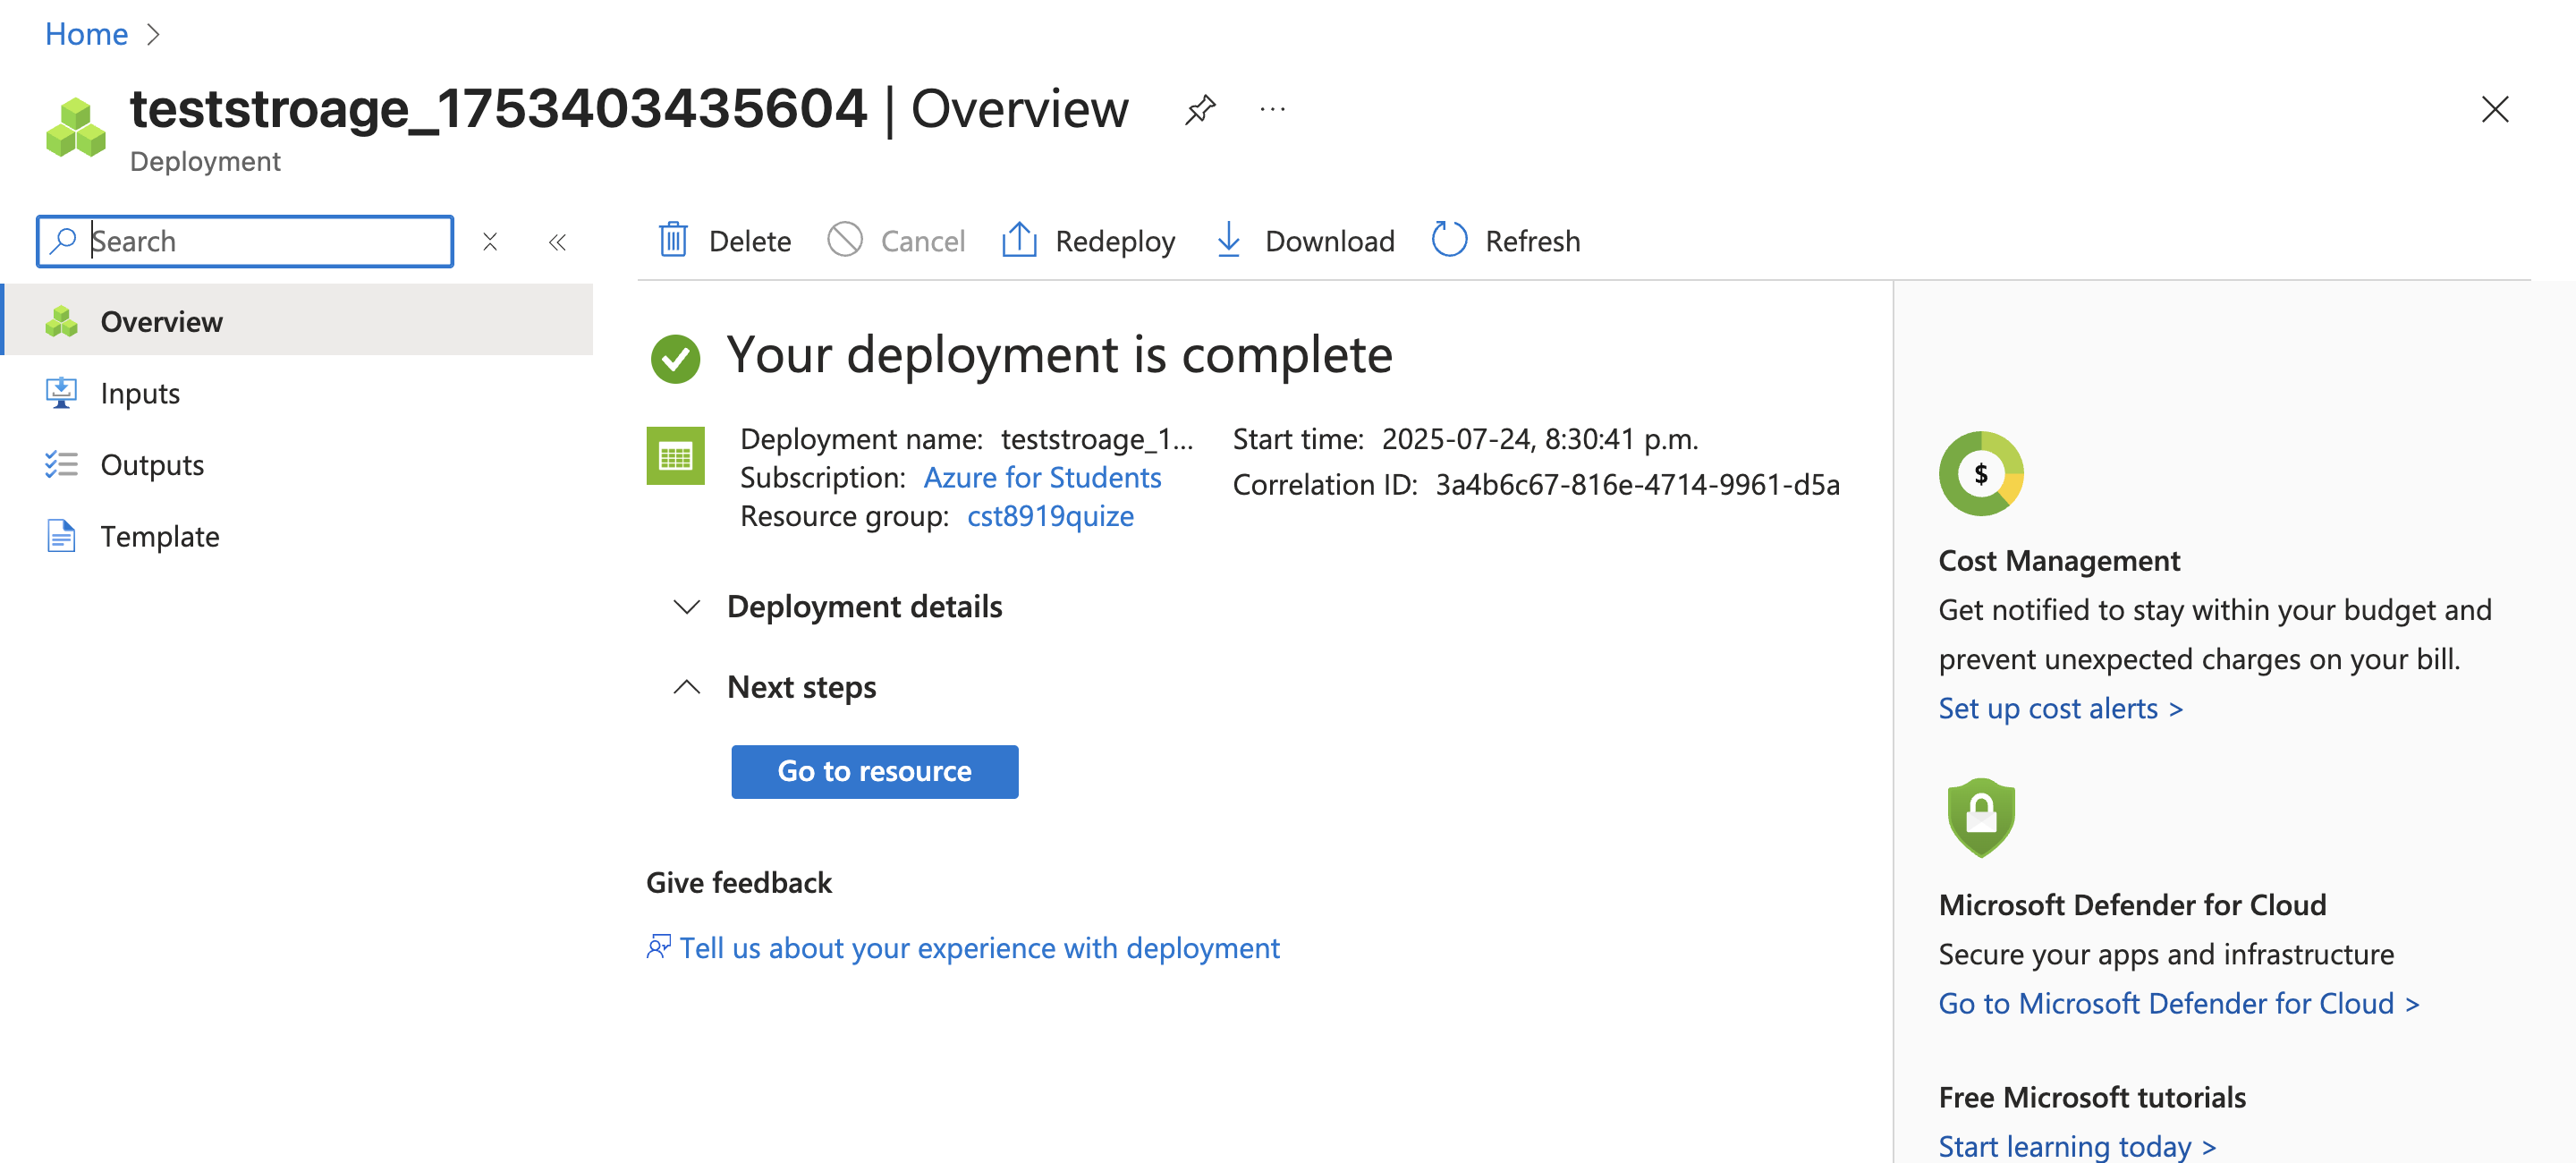 Home
teststroage_1753403435604 | Overview
Deployment
Search
Delete
Cancel
Redeploy
Download
Refresh
Overview
Inputs
Outputs
Template
Your deployment is complete
Deployment name: teststroage_1...
Subscription: Azure for Students
Resource group: cst8919quize
Start time: 2025-07-24, 8:30:41 p.m.
Correlation ID: 3a4b6c67-816e-4714-9961-d5a
Deployment details
Next steps
Go to resource
Give feedback
Tell us about your experience with deployment
$
Cost Management
Get notified to stay within your budget and
prevent unexpected charges on your bill.
Set up cost alerts >
Microsoft Defender for Cloud
Secure your apps and infrastructure
Go to Microsoft Defender for Cloud >
Free Microsoft tutorials
Start learning today >